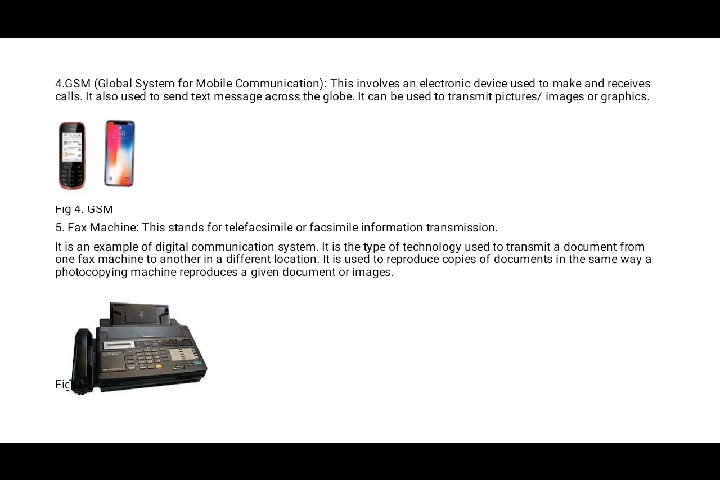 4.GSM (Global System for Mobile Communication): This involves an electronic device used to make and receives
calls. It also used to send text message across the globe. It can be used to transmit pictures/ images or graphics.
Fig 4. GSM
5. Fax Machine: This stands for telefacsimile or facsimile information transmission.
It is an example of digital communication system. It is the type of technology used to transmit a document from
one fax machine to another in a different location. It is used to reproduce copies of documents in the same way a
photocopying machine reproduces a given document or images.
Fig